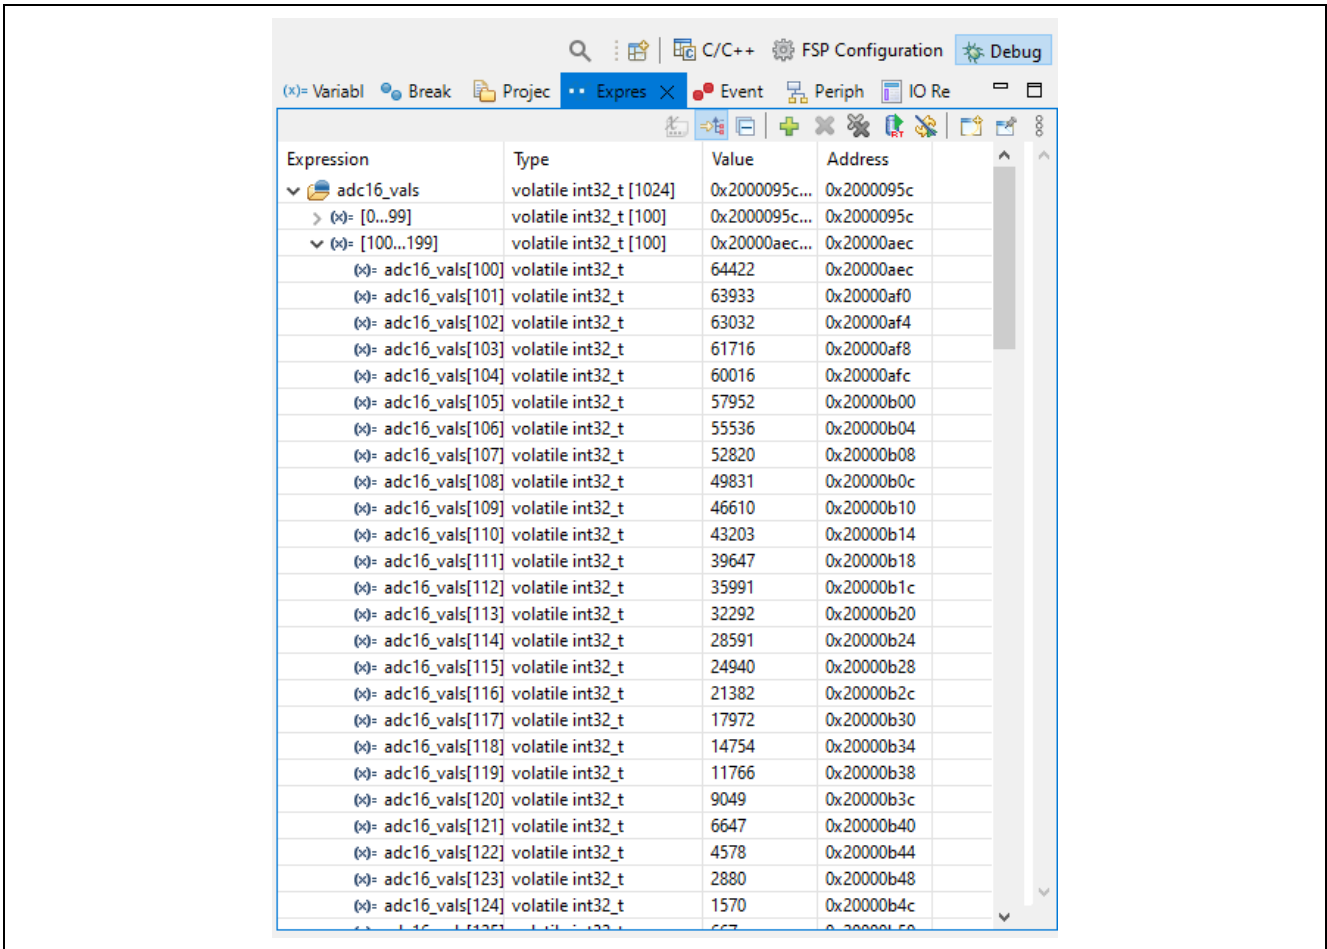 C/C++ FSP Configuration Debug
(x)= Variabl Break Projec Expres Event Periph IO Re
Expression Type Value Address
adc16_vals volatile int32_t [1024] 0x2000095c... 0x2000095c
(x)= [0...99] volatile int32_t [100] 0x2000095c... 0x2000095c
(x)= [100...199] volatile int32_t [100] 0x20000aec... 0x20000aec
(x)= adc16_vals[100] volatile int32_t 64422 0x20000aec
(x)= adc16_vals[101] volatile int32_t 63933 0x20000af0
(x)= adc16_vals[102] volatile int32_t 63032 0x20000af4
(x)= adc16_vals[103] volatile int32_t 61716 0x20000af8
(x)= adc16_vals[104] volatile int32_t 60016 0x20000afc
(x)= adc16_vals[105] volatile int32_t 57952 0x20000b00
(x)= adc16_vals[106] volatile int32_t 55536 0x20000b04
(x)= adc16_vals[107] volatile int32_t 52820 0x20000b08
(x)= adc16_vals[108] volatile int32_t 49831 0x20000b0c
(x)= adc16_vals[109] volatile int32_t 46610 0x20000b10
(x)= adc16_vals[110] volatile int32_t 43203 0x20000b14
(x)= adc16_vals[111] volatile int32_t 39647 0x20000b18
(x)= adc16_vals[112] volatile int32_t 35991 0x20000b1c
(x)= adc16_vals[113] volatile int32_t 32292 0x20000b20
(x)= adc16_vals[114] volatile int32_t 28591 0x20000b24
(x)= adc16_vals[115] volatile int32_t 24940 0x20000b28
(x)= adc16_vals[116] volatile int32_t 21382 0x20000b2c
(x)= adc16_vals[117] volatile int32_t 17972 0x20000b30
(x)= adc16_vals[118] volatile int32_t 14754 0x20000b34
(x)= adc16_vals[119] volatile int32_t 11766 0x20000b38
(x)= adc16_vals[120] volatile int32_t 9049 0x20000b3c
(x)= adc16_vals[121] volatile int32_t 6647 0x20000b40
(x)= adc16_vals[122] volatile int32_t 4578 0x20000b44
(x)= adc16_vals[123] volatile int32_t 2880 0x20000b48
(x)= adc16_vals[124] volatile int32_t 1570 0x20000b4c